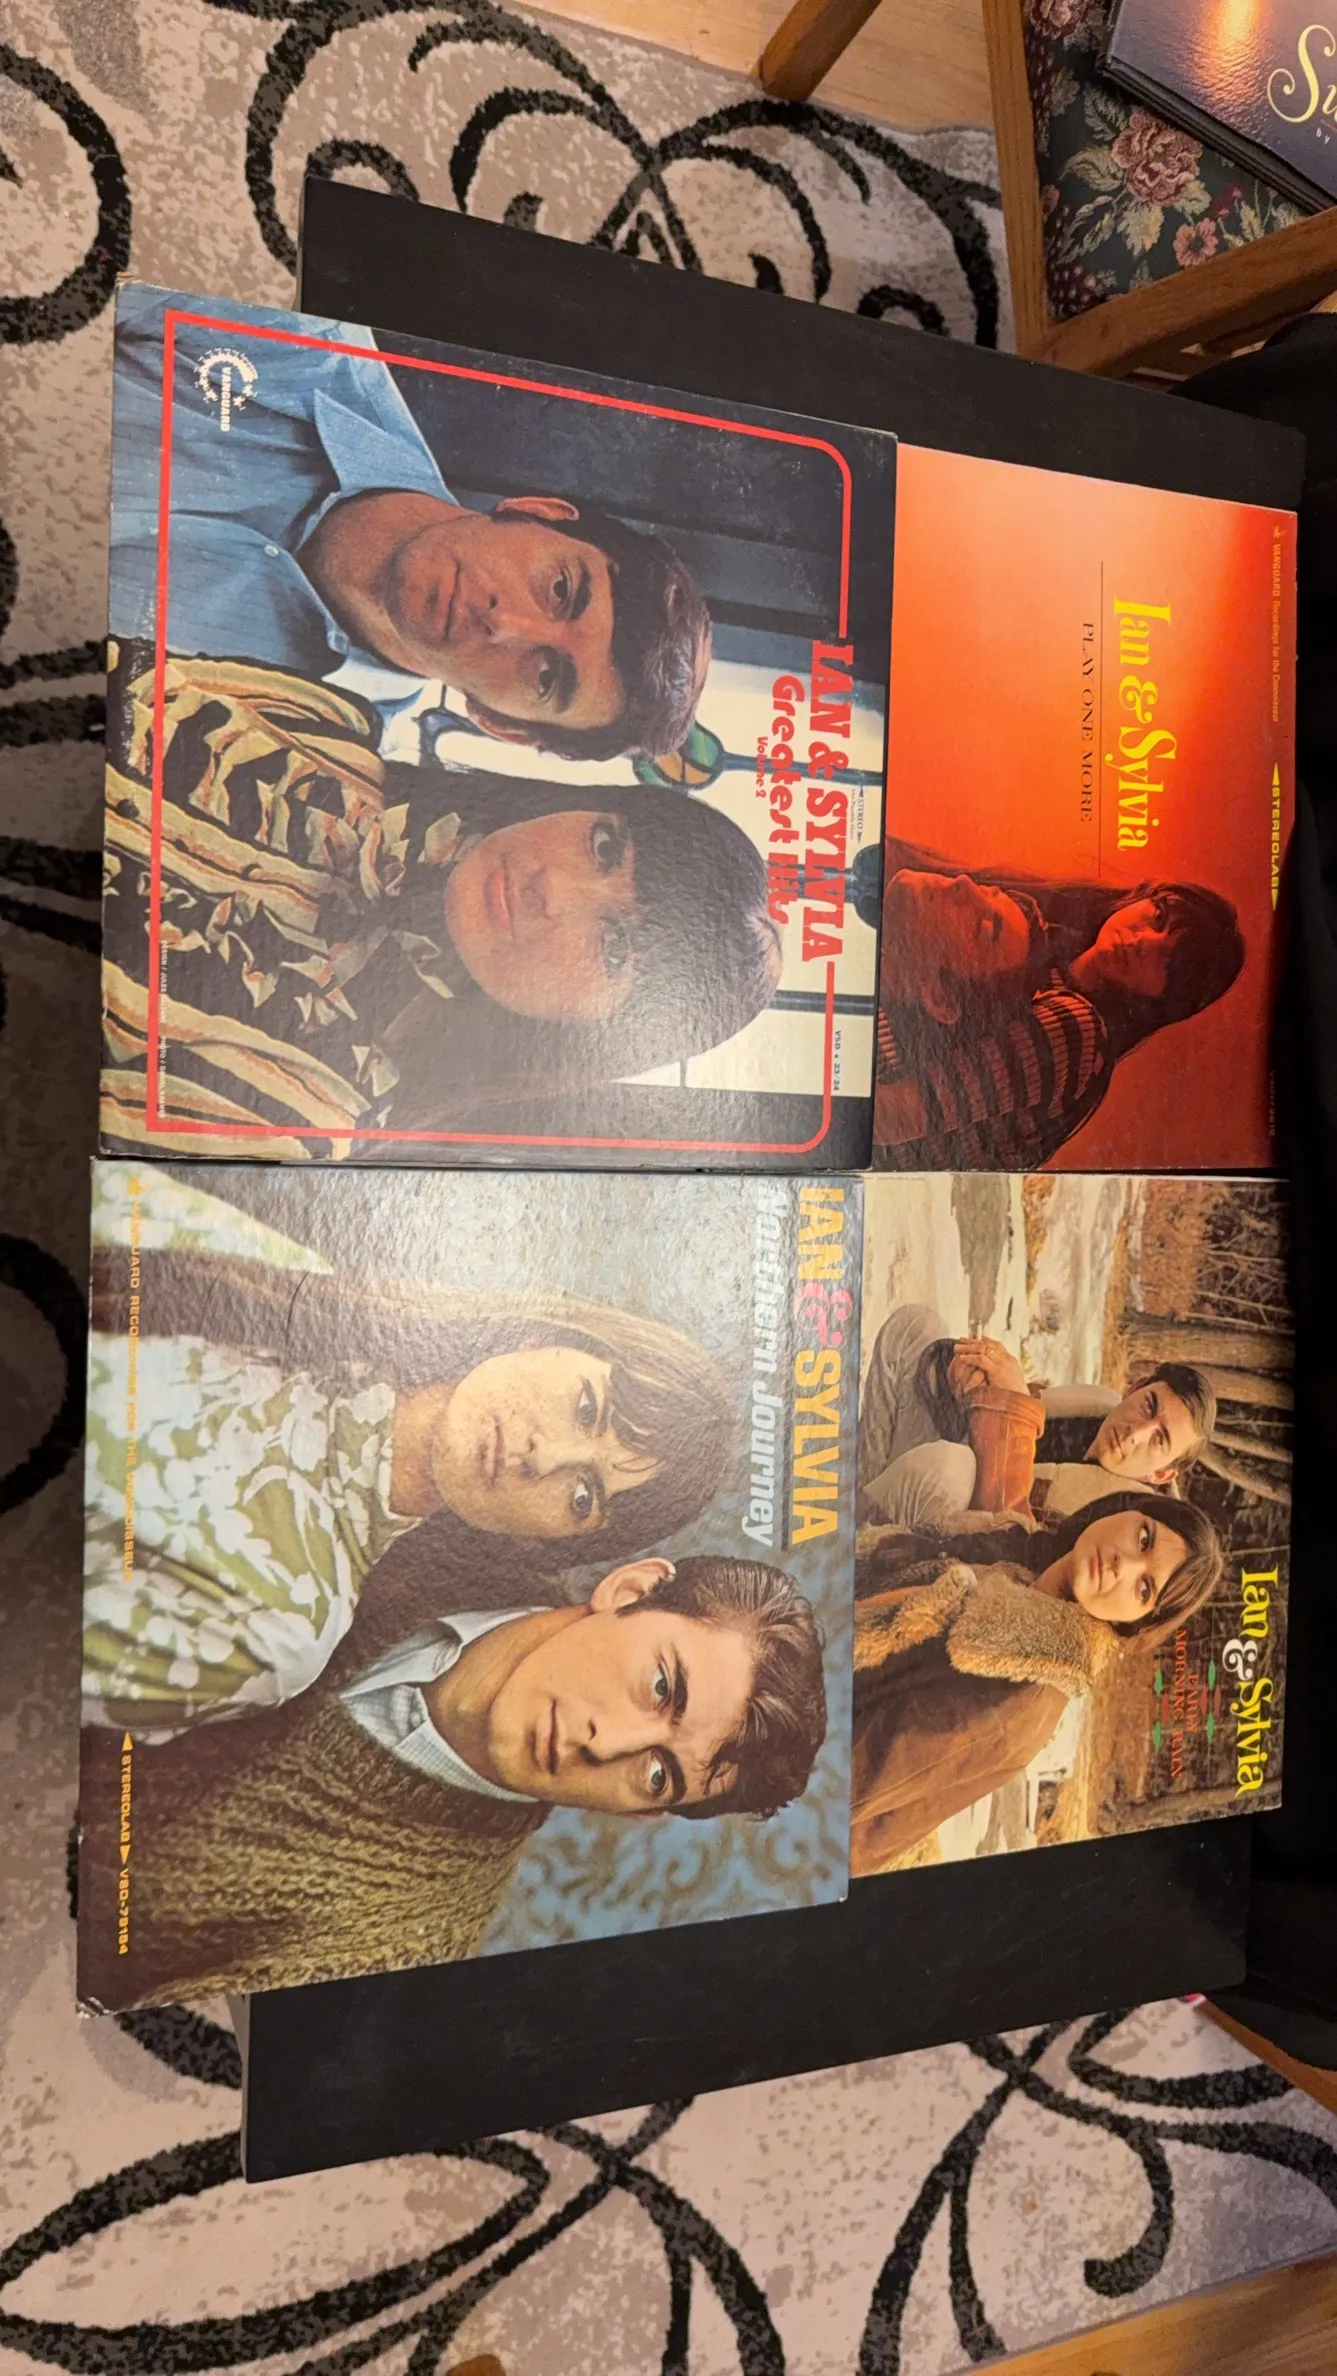 VANGUARD Recordings for the Connoisseur
◄STEREOLAB►
Ian & Sylvia
PLAY ONE MORE
IAN & SYLVIA
Greatest Hits
Volume 2
STEREO
VSD • 23/24
VANGUARD
Ian & Sylvia
EARLY
MORNING RAIN
IAN & SYLVIA
Northern Journey
VANGUARD RECORDINGS FOR THE CONNOISSEUR
◄STEREOLAB► VSD-79154